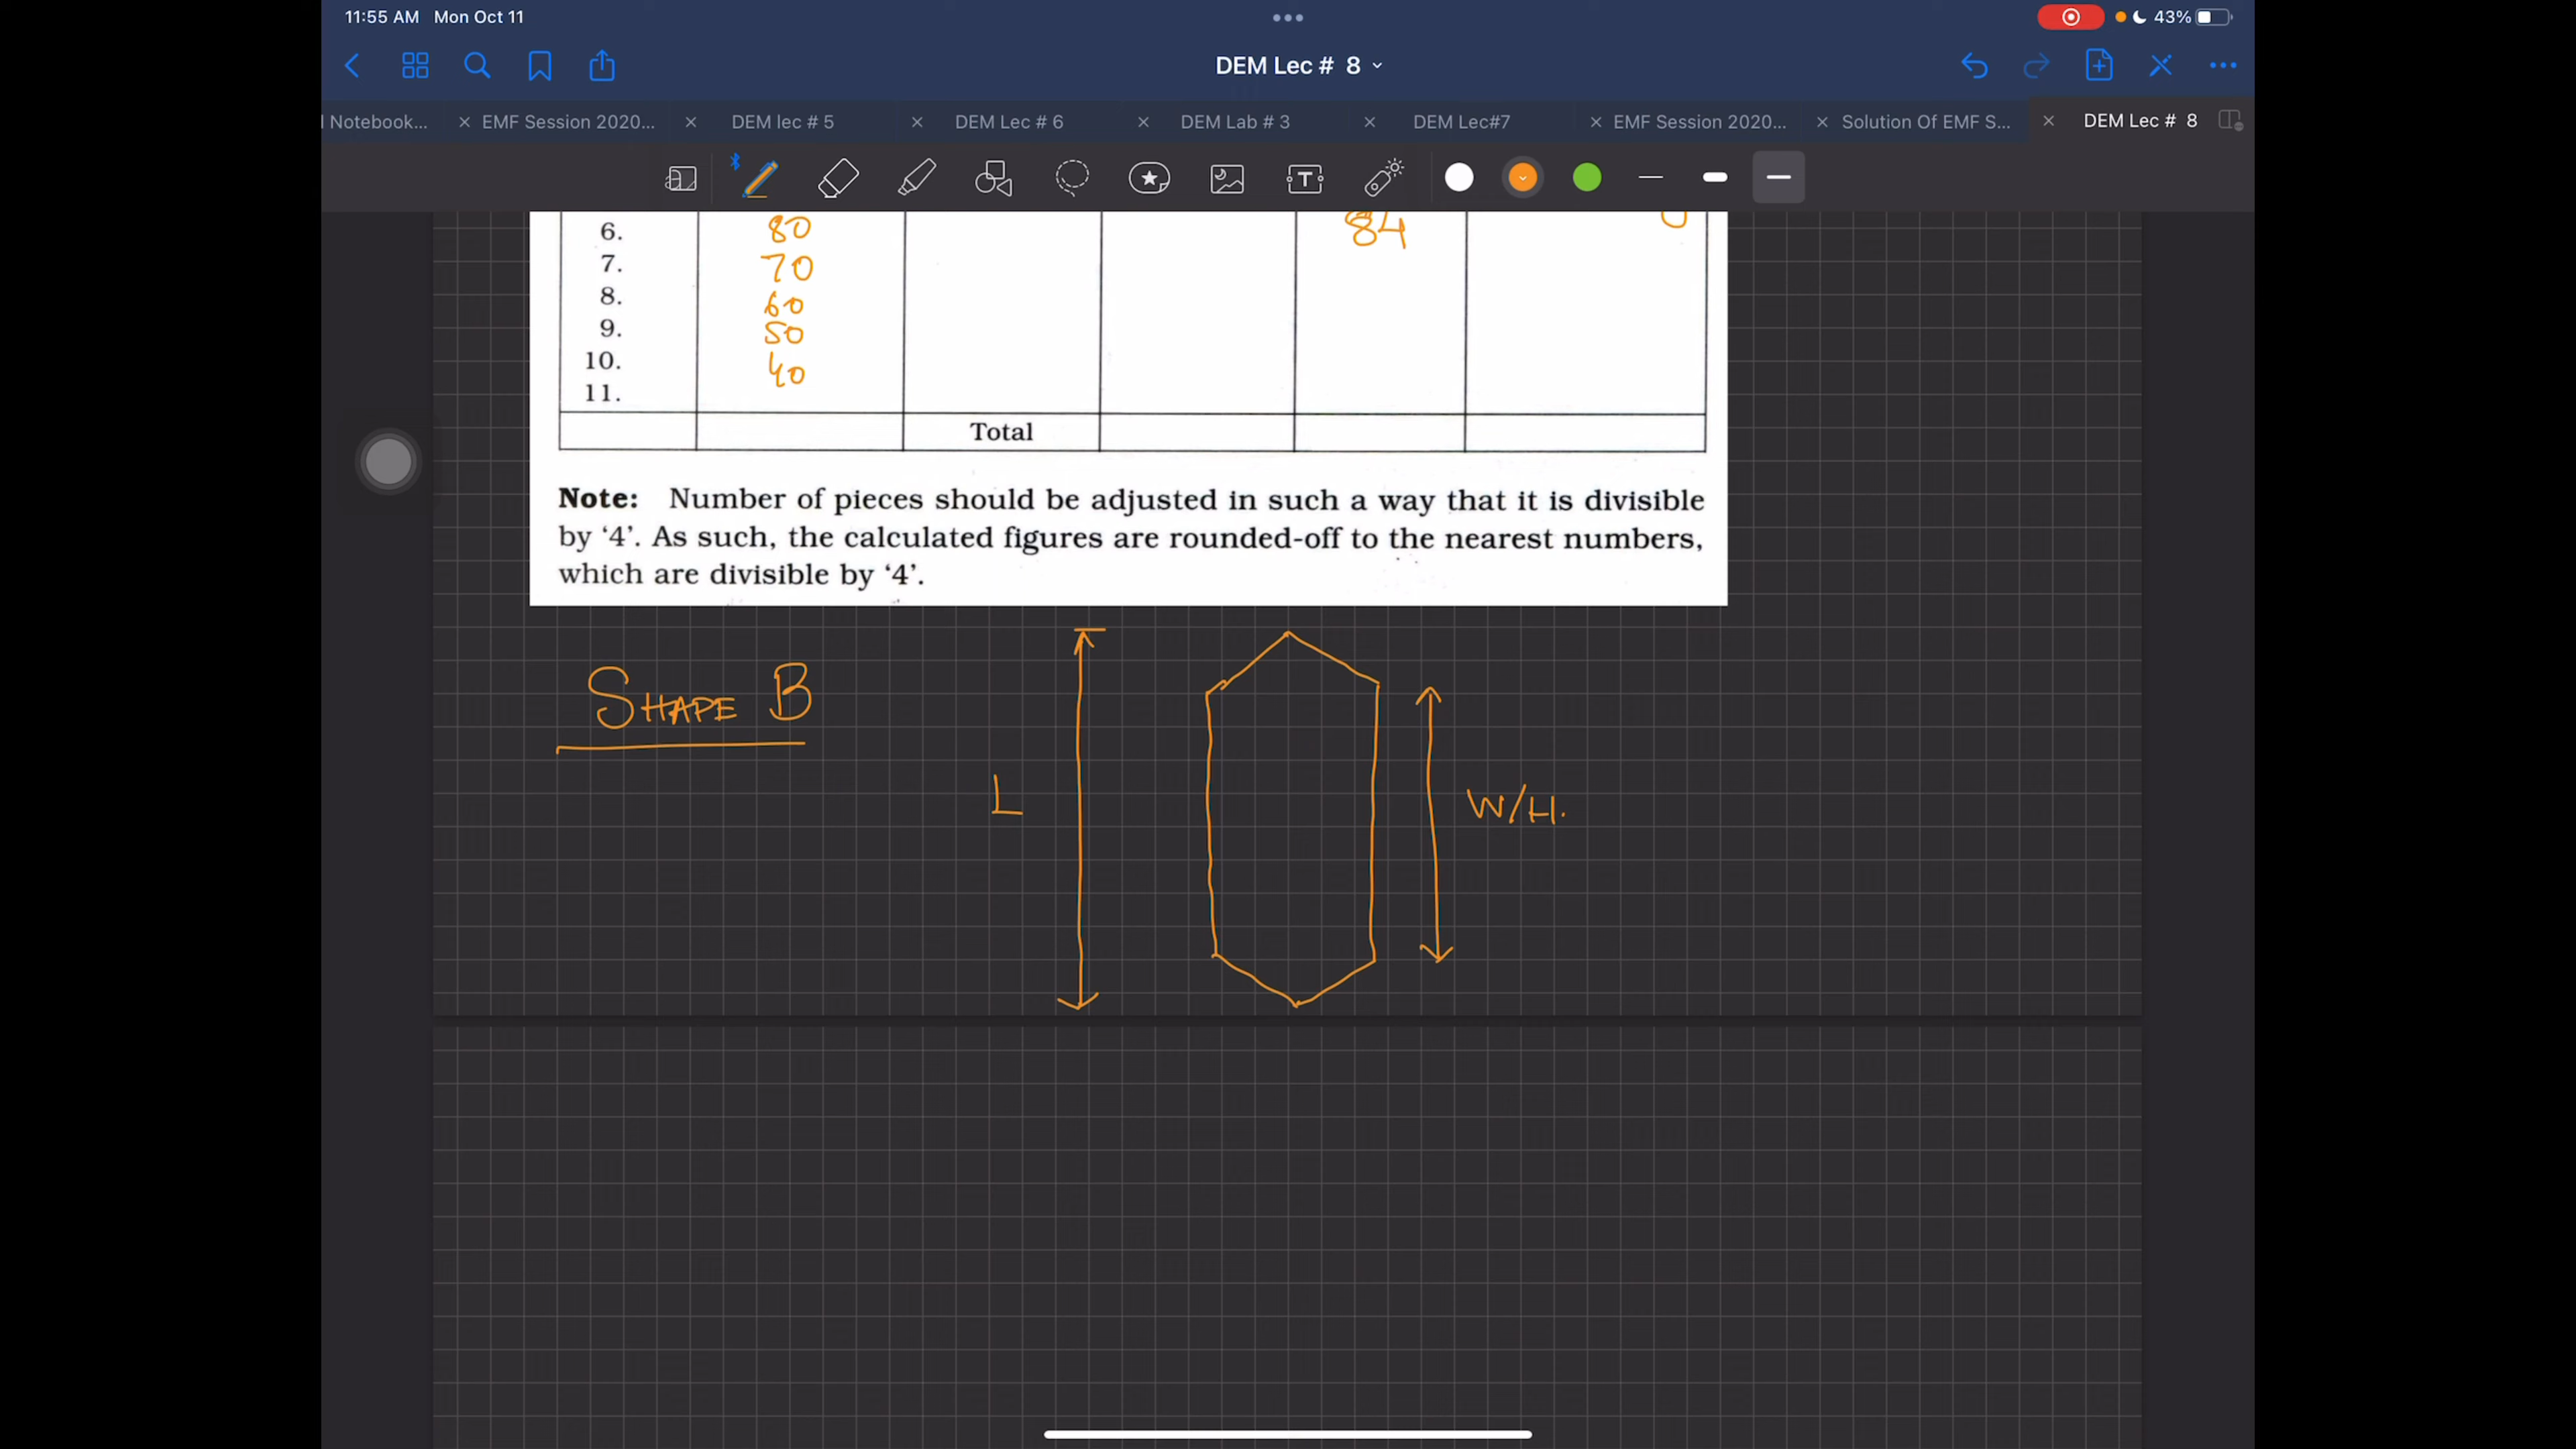 11:55 AM Mon Oct 11
43%
DEM Lec # 8
l Notebook... EMF Session 2020... DEM lec # 5 DEM Lec # 6 DEM Lab # 3 DEM Lec#7 EMF Session 2020... Solution Of EMF S... DEM Lec # 8
6. 80 84
7. 70
8. 60
9. 50
10. 40
11.
Total
Note: Number of pieces should be adjusted in such a way that it is divisible
by ‘4’. As such, the calculated figures are rounded-off to the nearest numbers,
which are divisible by ‘4’.
SHAPE B
L
W/H.